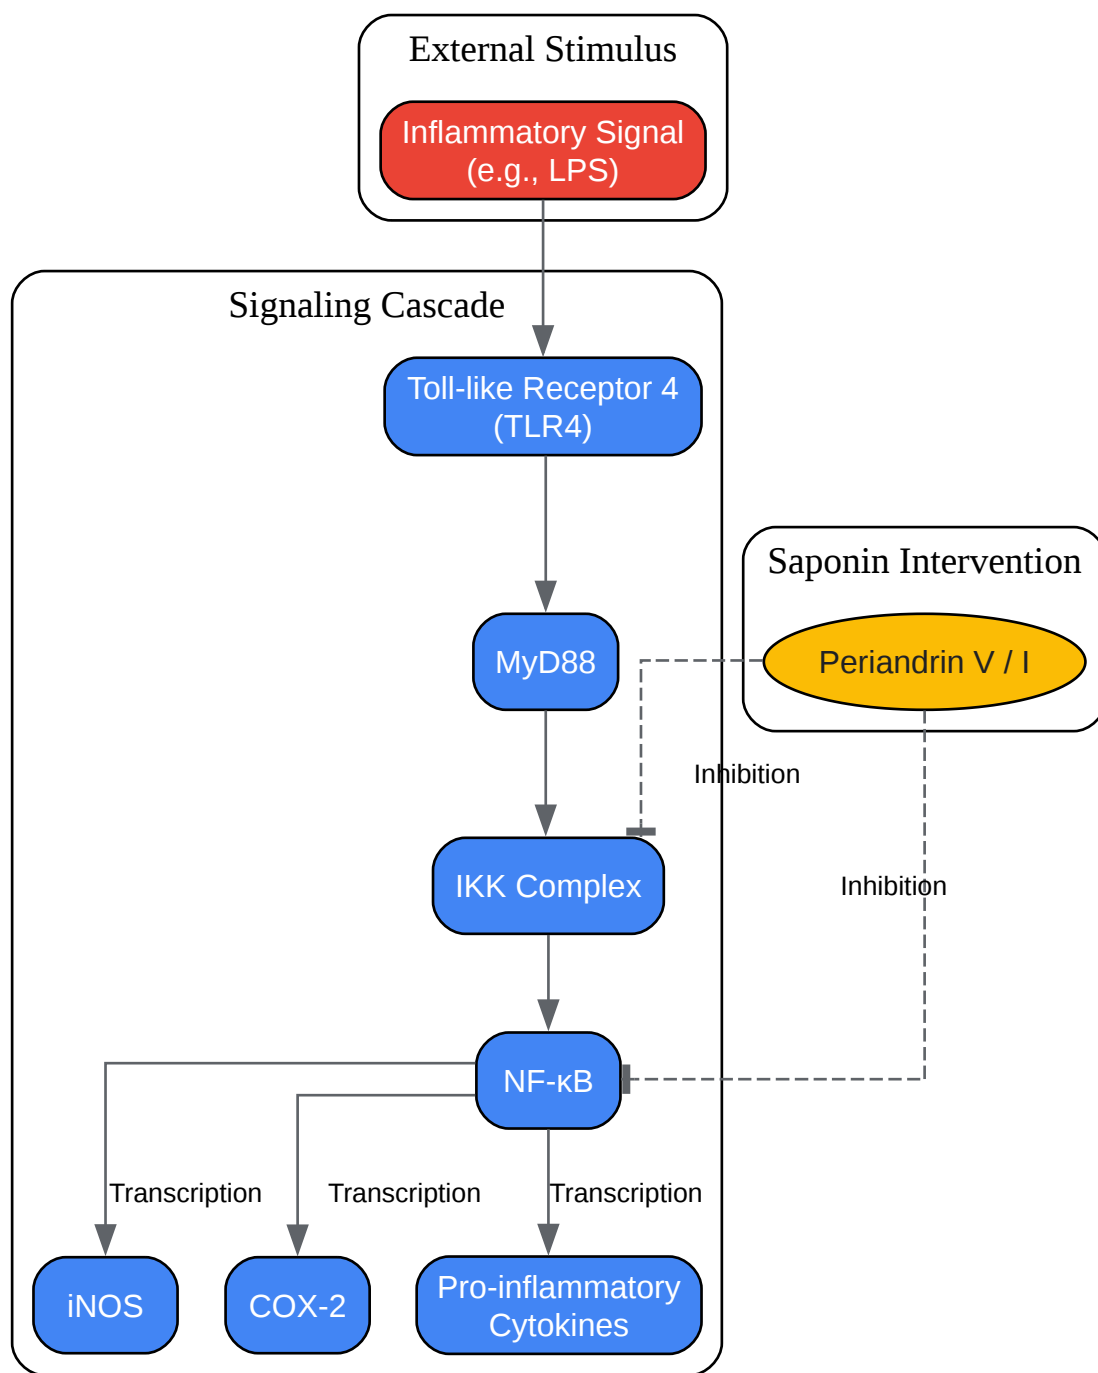 External Stimulus
Inflammatory Signal
(e.g., LPS)
Signaling Cascade
Toll-like Receptor 4
(TLR4)
Saponin Intervention
MyD88
Periandrin V / I
Inhibition
IKK Complex
Inhibition
NF-κB
Transcription
Transcription
Transcription
iNOS
COX-2
Pro-inflammatory
Cytokines